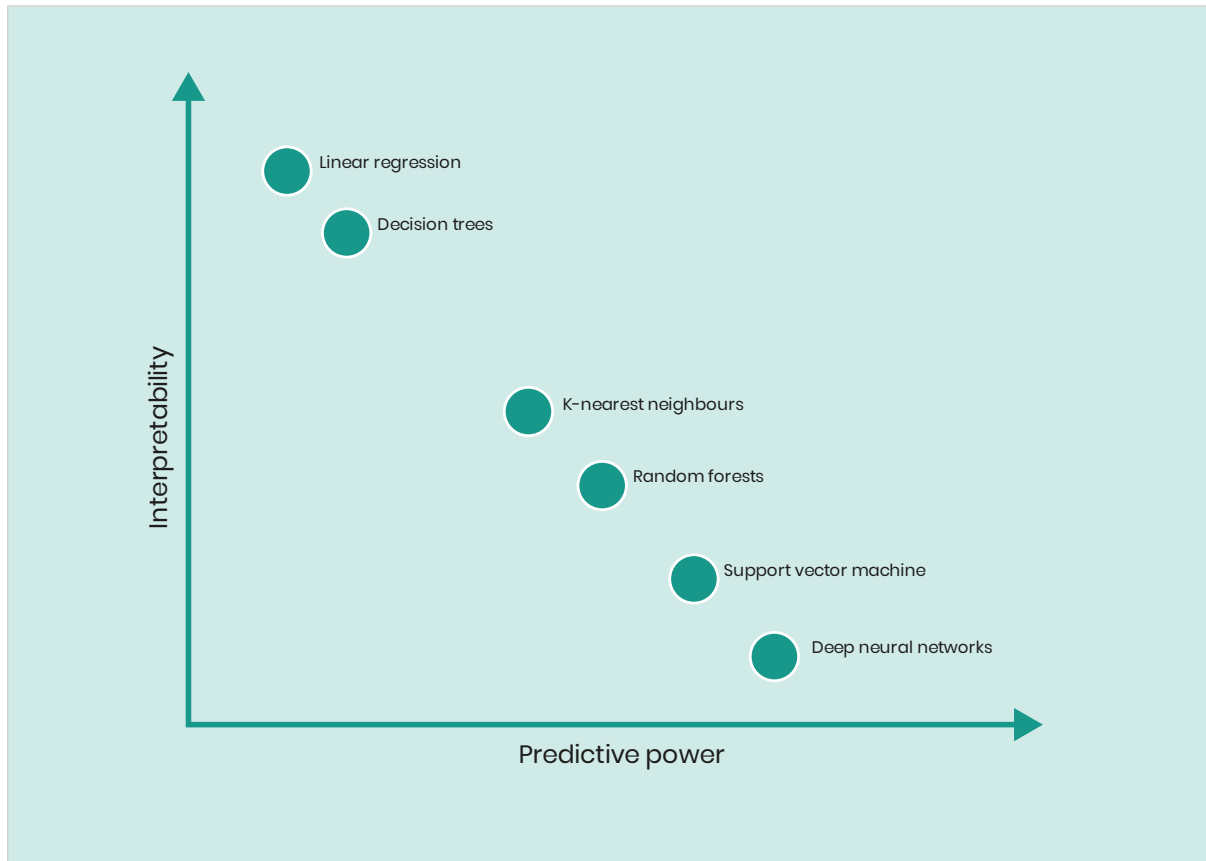 Linear regression
Decision trees
Interpretability
K-nearest neighbours
Random forests
Support vector machine
Deep neural networks
Predictive power